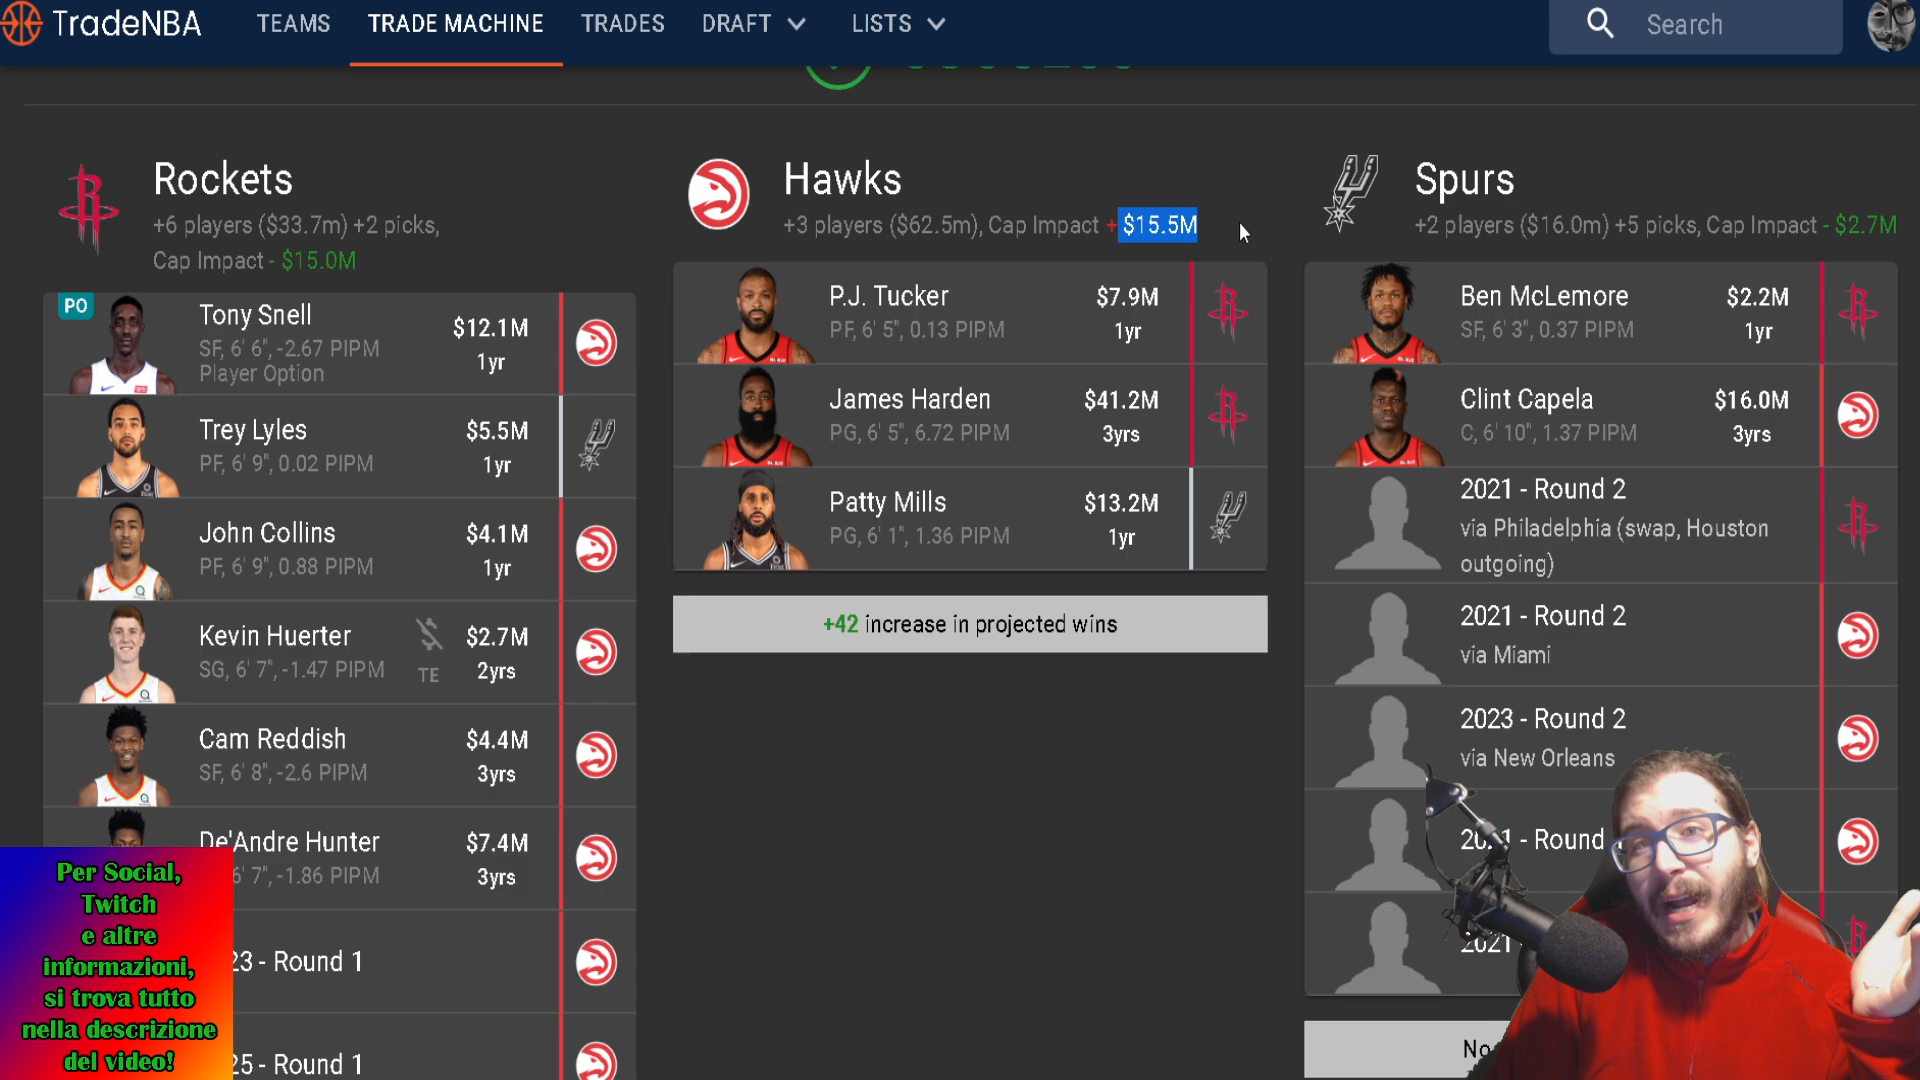 TradeNBA TEAMS TRADE MACHINE TRADES DRAFT LISTS Search
Rockets
+6 players ($33.7m) +2 picks,
Cap Impact - $15.0M
PO
Tony Snell $12.1M
SF, 6' 6", -2.67 PIPM
Player Option 1yr
Trey Lyles $5.5M
PF, 6' 9", 0.02 PIPM 1yr
John Collins $4.1M
PF, 6' 9", 0.88 PIPM 1yr
Kevin Huerter $2.7M
SG, 6' 7", -1.47 PIPM TE 2yrs
Cam Reddish $4.4M
SF, 6' 8", -2.6 PIPM 3yrs
De'Andre Hunter $7.4M
6' 7", -1.86 PIPM 3yrs
23 - Round 1
25 - Round 1
Hawks
+3 players ($62.5m), Cap Impact + $15.5M
P.J. Tucker $7.9M
PF, 6' 5", 0.13 PIPM 1yr
James Harden $41.2M
PG, 6' 5", 6.72 PIPM 3yrs
Patty Mills $13.2M
PG, 6' 1", 1.36 PIPM 1yr
+42 increase in projected wins
Spurs
+2 players ($16.0m) +5 picks, Cap Impact - $2.7M
Ben McLemore $2.2M
SF, 6' 3", 0.37 PIPM 1yr
Clint Capela $16.0M
C, 6' 10", 1.37 PIPM 3yrs
2021 - Round 2
via Philadelphia (swap, Houston
outgoing)
2021 - Round 2
via Miami
2023 - Round 2
via New Orleans
- Round
2021
No
Per Social,
Twitch
e altre
informazioni,
si trova tutto
nella descrizione
del video!